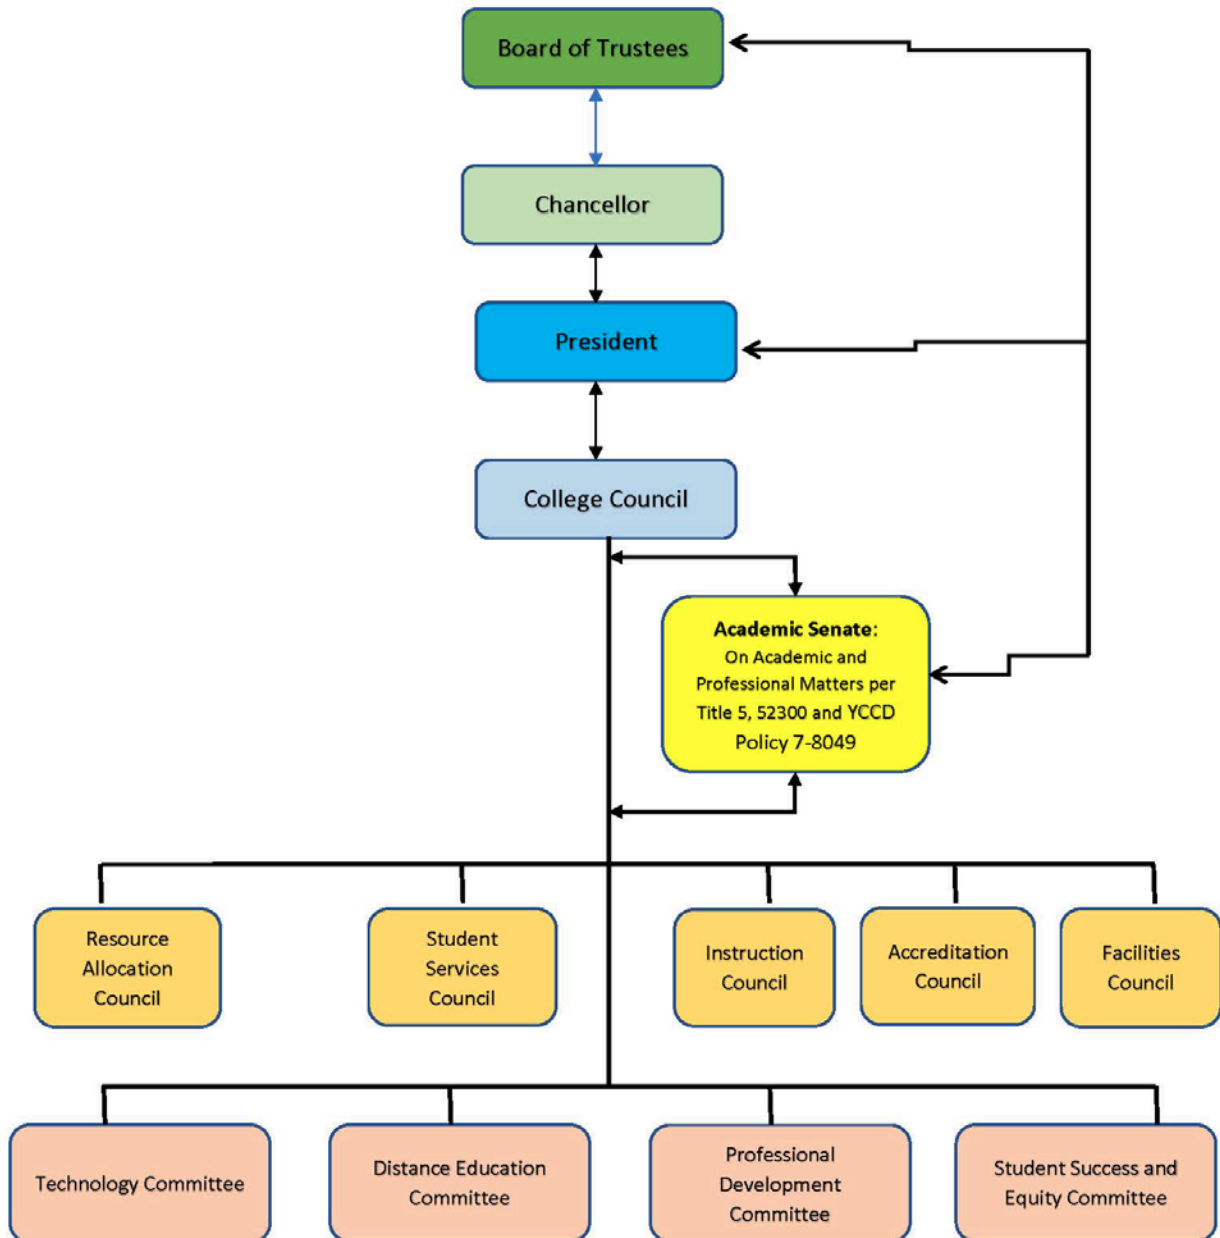 Board of Trustees
Chancellor
President
College Council
Academic Senate:
On Academic and
Professional Matters per
Title 5, 52300 and YCCD
Policy 7-8049
Resource
Allocation
Council
Student
Services
Council
Instruction
Council
Accreditation
Council
Facilities
Council
Technology Committee
Distance Education
Committee
Professional
Development
Committee
Student Success and
Equity Committee